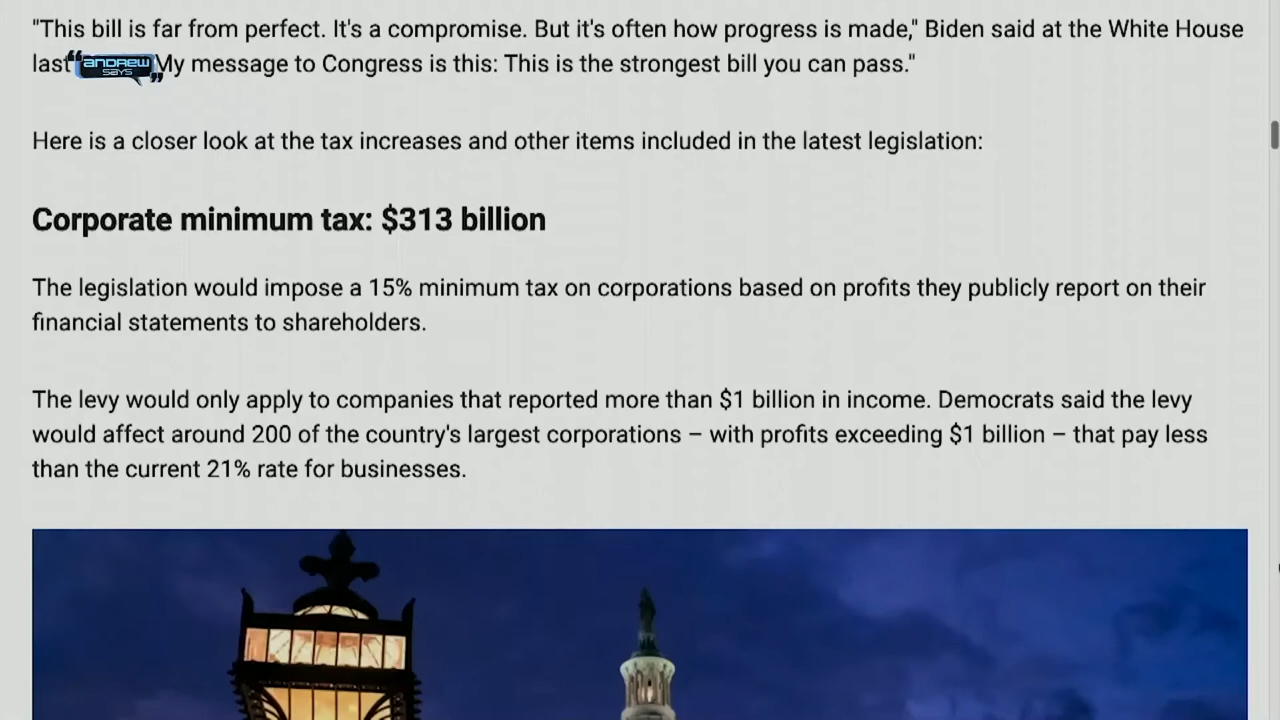 "This bill is far from perfect. It's a compromise. But it's often how progress is made," Biden said at the White House
last My message to Congress is this: This is the strongest bill you can pass."
ANDREW
SAYS
Here is a closer look at the tax increases and other items included in the latest legislation:
Corporate minimum tax: $313 billion
The legislation would impose a 15% minimum tax on corporations based on profits they publicly report on their
financial statements to shareholders.
The levy would only apply to companies that reported more than $1 billion in income. Democrats said the levy
would affect around 200 of the country's largest corporations – with profits exceeding $1 billion – that pay less
than the current 21% rate for businesses.